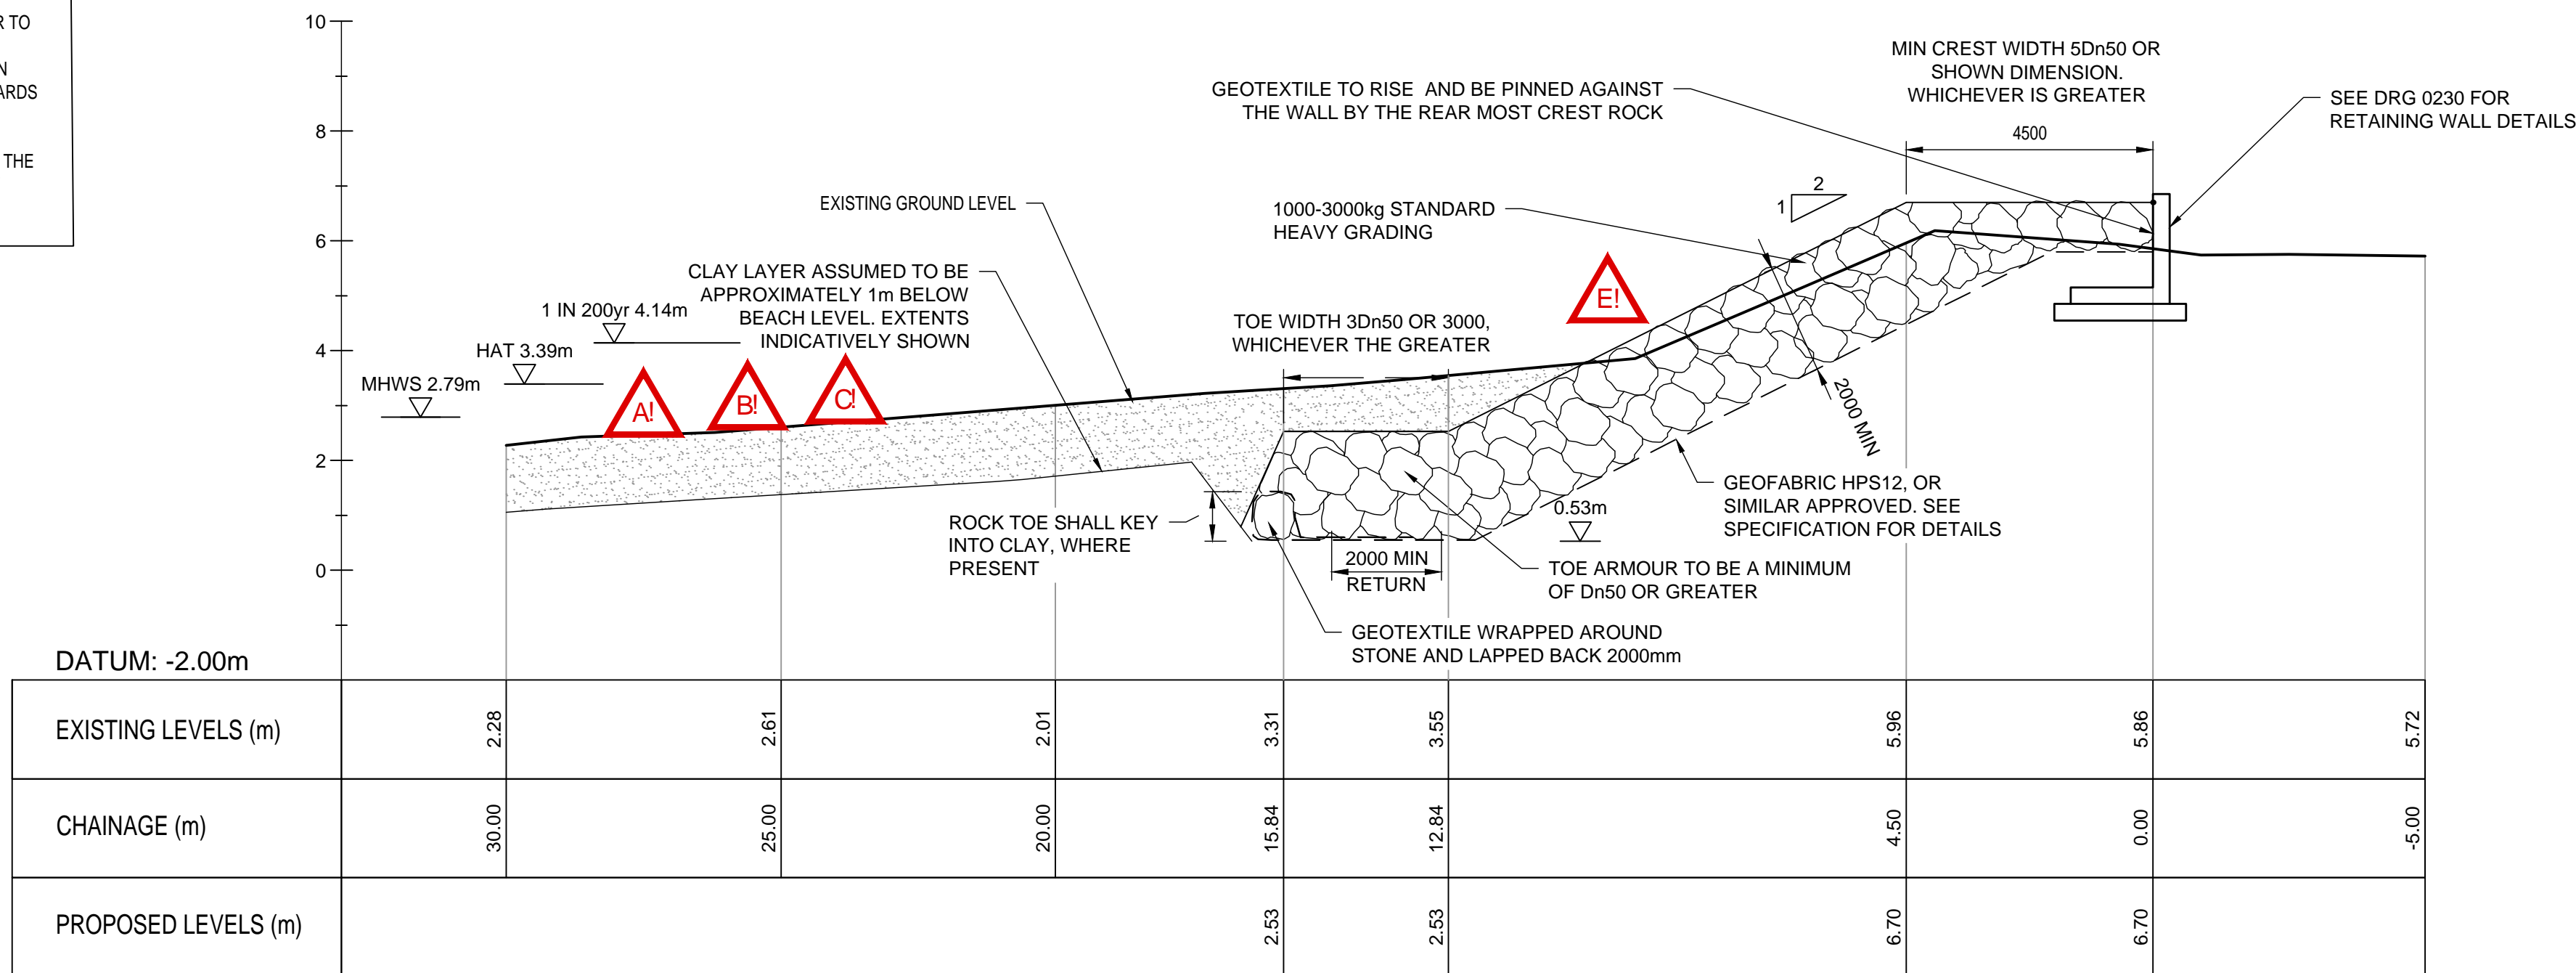 R TO
N
ARDS
THE
10
8
6
4
2
0
MIN CREST WIDTH 5Dn50 OR
SHOWN DIMENSION.
WHICHEVER IS GREATER
4500
GEOTEXTILE TO RISE AND BE PINNED AGAINST
THE WALL BY THE REAR MOST CREST ROCK
SEE DRG 0230 FOR
RETAINING WALL DETAILS
EXISTING GROUND LEVEL
1000-3000kg STANDARD
HEAVY GRADING
2
1
CLAY LAYER ASSUMED TO BE
APPROXIMATELY 1m BELOW
BEACH LEVEL. EXTENTS
INDICATIVELY SHOWN
1 IN 200yr 4.14m
HAT 3.39m
MHWS 2.79m
A!
B!
C!
E!
TOE WIDTH 3Dn50 OR 3000,
WHICHEVER THE GREATER
2000 MIN
GEOFABRIC HPS12, OR
SIMILAR APPROVED. SEE
SPECIFICATION FOR DETAILS
0.53m
ROCK TOE SHALL KEY
INTO CLAY, WHERE
PRESENT
2000 MIN
RETURN
TOE ARMOUR TO BE A MINIMUM
OF Dn50 OR GREATER
GEOTEXTILE WRAPPED AROUND
STONE AND LAPPED BACK 2000mm
DATUM: -2.00m
EXISTING LEVELS (m) 2.28 2.61 2.01 3.31 3.55 5.96 5.86 5.72
CHAINAGE (m) 30.00 25.00 20.00 15.84 12.84 4.50 0.00 -5.00
PROPOSED LEVELS (m) 2.53 2.53 6.70 6.70